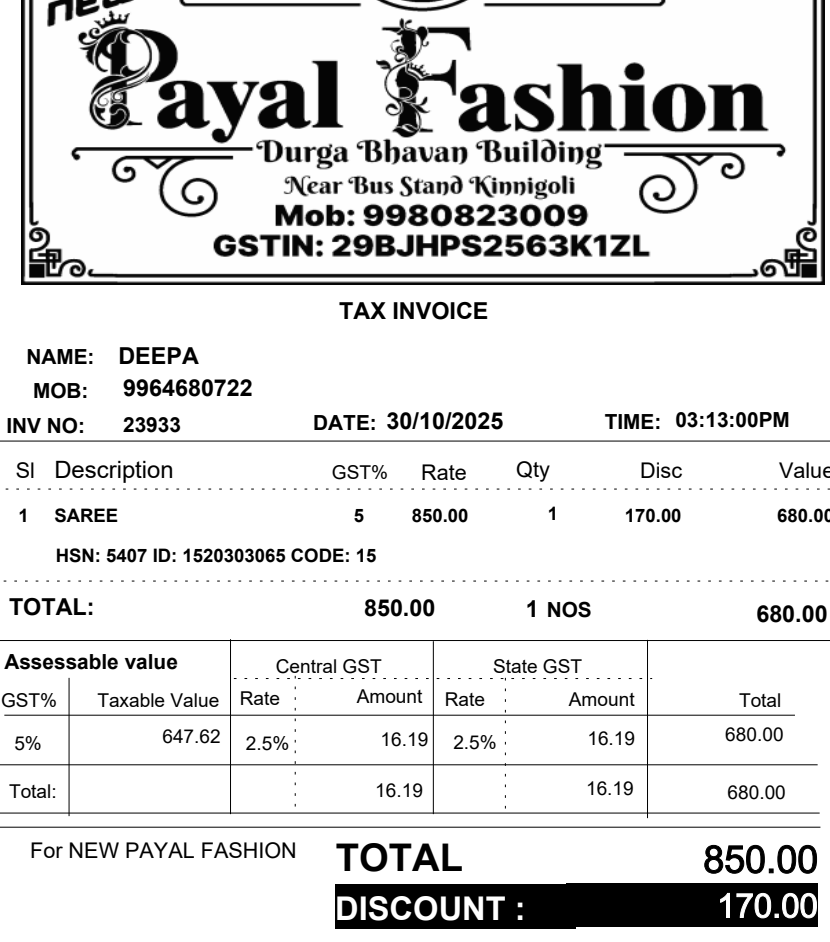 new
Payal Fashion
Durga Bhavan Building
Near Bus Stand Kinnigoli
Mob: 9980823009
GSTIN: 29BJHPS2563K1ZL
TAX INVOICE
NAME: DEEPA
MOB: 9964680722
INV NO: 23933 DATE: 30/10/2025 TIME: 03:13:00PM
Sl Description GST% Rate Qty Disc Value
1 SAREE 5 850.00 1 170.00 680.00
HSN: 5407 ID: 1520303065 CODE: 15
TOTAL: 850.00 1 NOS 680.00
Assessable value Central GST State GST
GST% Taxable Value Rate Amount Rate Amount Total
5% 647.62 2.5% 16.19 2.5% 16.19 680.00
Total: 16.19 16.19 680.00
For NEW PAYAL FASHION TOTAL 850.00
DISCOUNT : 170.00